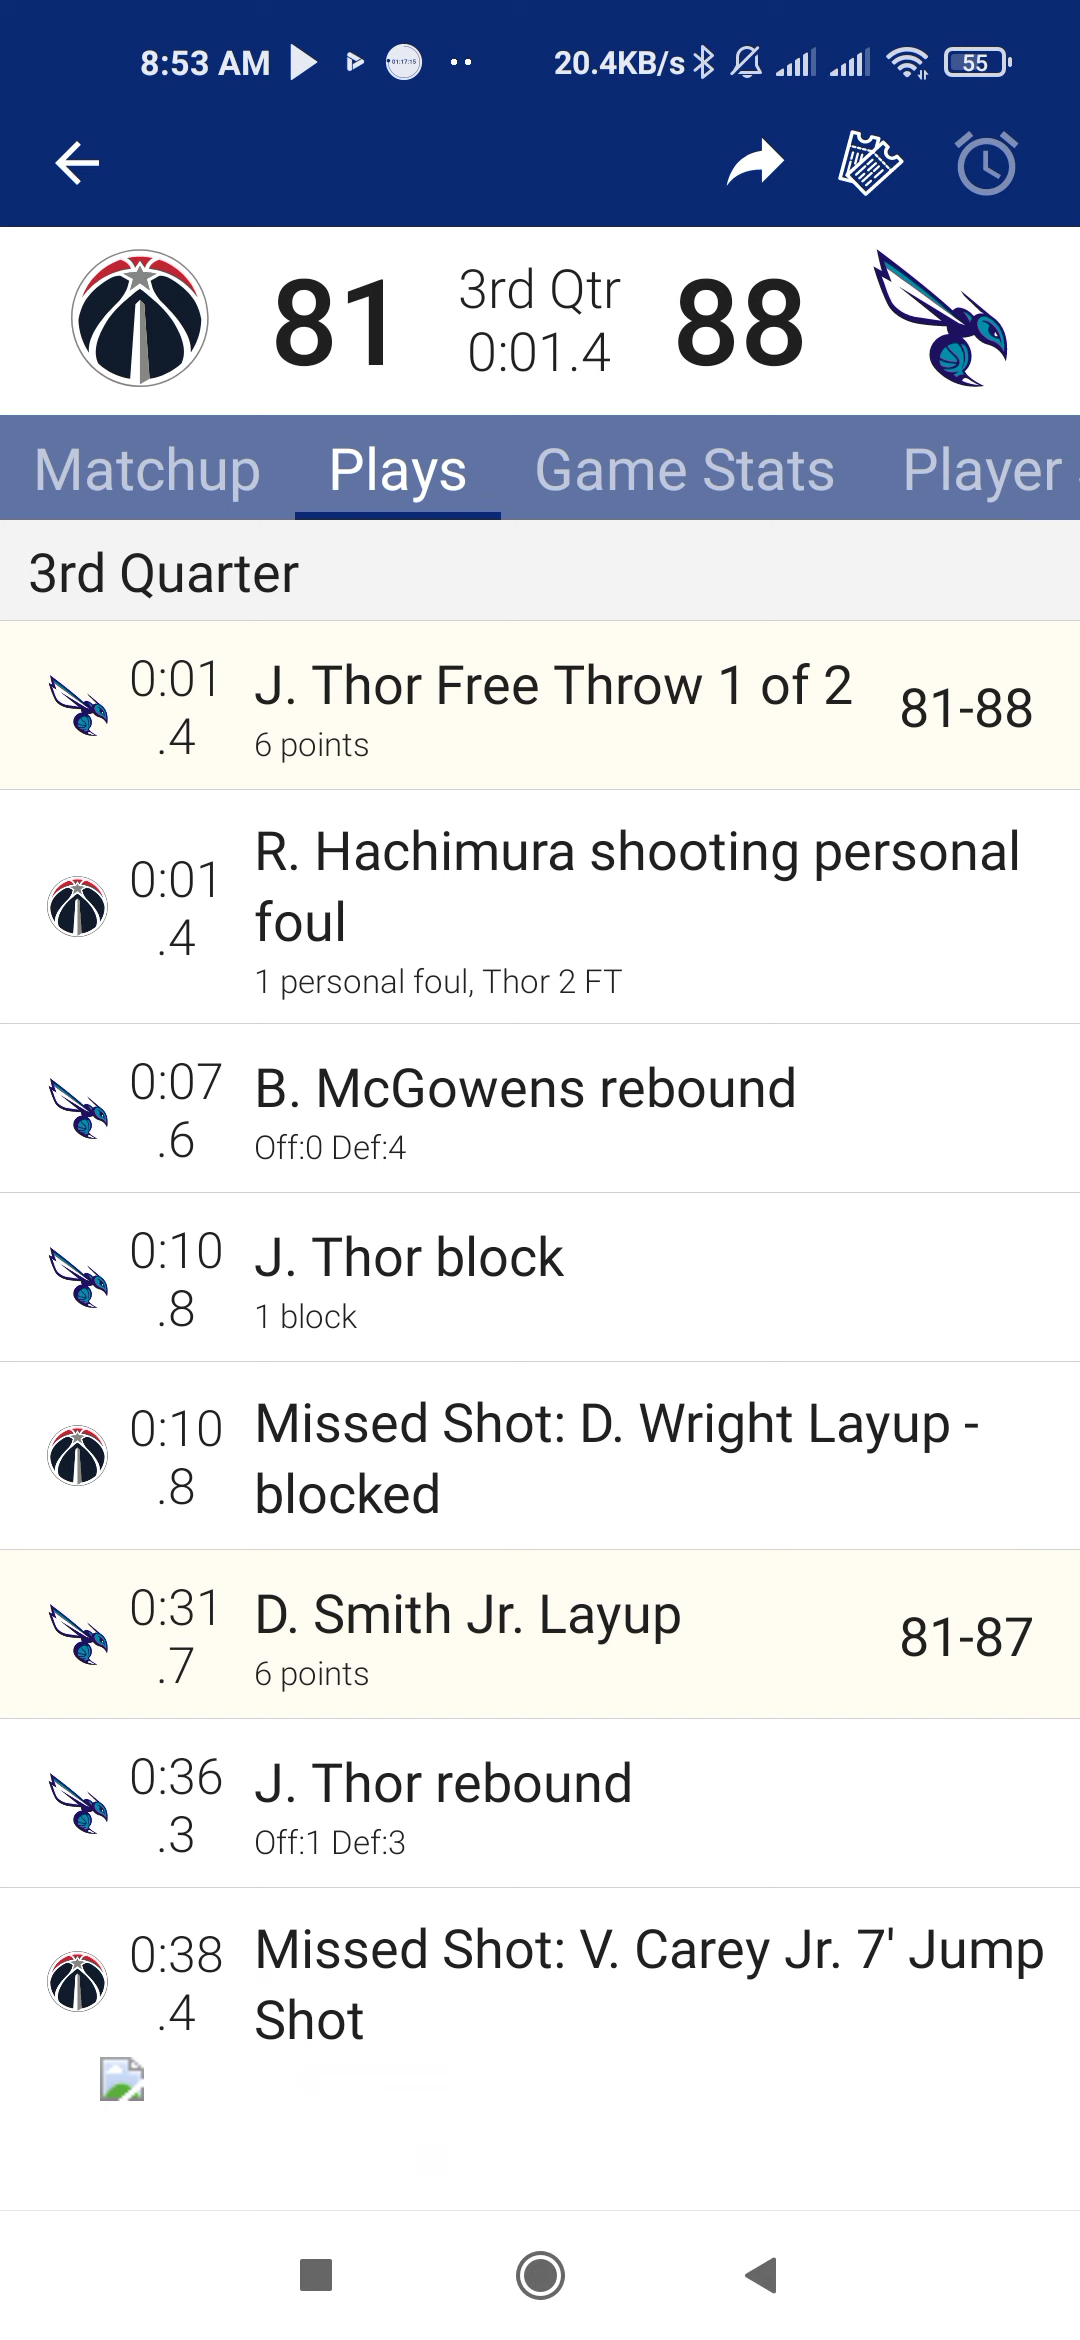 8:53 AM
01:17:15
20.4KB/s
55
81
3rd Qtr
0:01.4
88
Matchup
Plays
Game Stats
Player
3rd Quarter
0:01
.4
J. Thor Free Throw 1 of 2
6 points
81-88
0:01
.4
R. Hachimura shooting personal
foul
1 personal foul, Thor 2 FT
0:07
.6
B. McGowens rebound
Off:0 Def:4
0:10
.8
J. Thor block
1 block
0:10
.8
Missed Shot: D. Wright Layup -
blocked
0:31
.7
D. Smith Jr. Layup
6 points
81-87
0:36
.3
J. Thor rebound
Off:1 Def:3
0:38
.4
Missed Shot: V. Carey Jr. 7' Jump
Shot